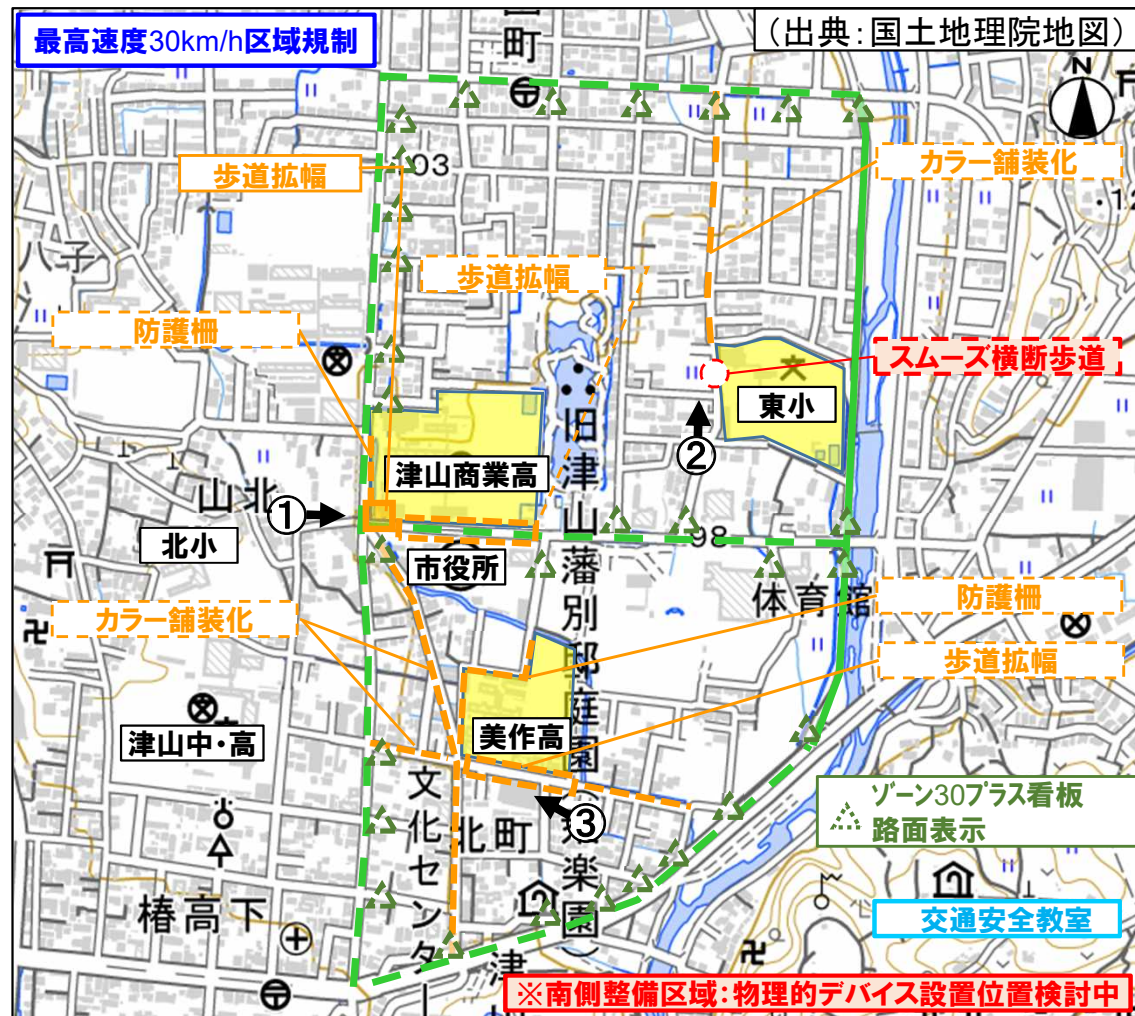 最高速度30km/h区域規制
(出典:国土地理院地図)
町
N
歩道拡幅
103
カラー舗装化
・12
八子
歩道拡幅
防護柵
スムーズ横断歩道
東小
②
旧津山藩別邸庭園(衆楽園)
津山商業高
山北
①
北小
市役所
98
体育館
防護柵
カラー舗装化
歩道拡幅
津山中・高
美作高
文化センター
③
北町
ゾーン30プラス看板
路面表示
椿高下
交通安全教室
津
※南側整備区域:物理的デバイス設置位置検討中